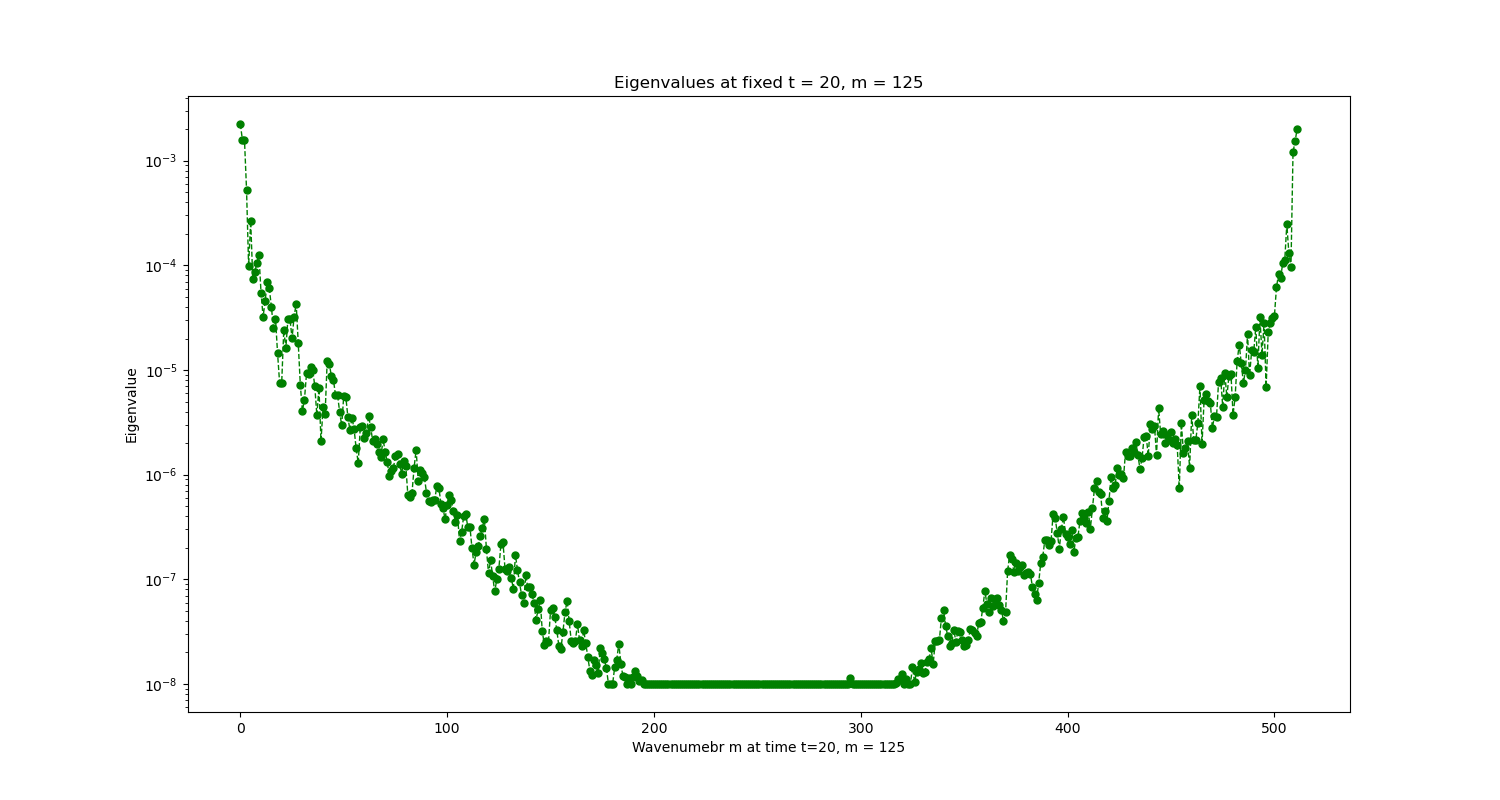 Eigenvalues at fixed t = 20, m = 125
10⁻³
10⁻⁴
10⁻⁵
10⁻⁶
10⁻⁷
10⁻⁸
Eigenvalue
0 100 200 300 400 500
Wavenumebr m at time t=20, m = 125